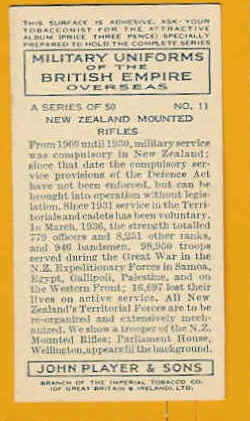 THIS SURFACE IS ADHESIVE. ASK YOUR
TOBACCONIST FOR THE ATTRACTIVE
ALBUM (PRICE THREE PENCE) SPECIALLY
PREPARED TO HOLD THE COMPLETE SERIES
MILITARY UNIFORMS
OF THE
BRITISH EMPIRE
OVERSEAS
A SERIES OF 50 NO. 11
NEW ZEALAND MOUNTED
RIFLES
From 1909 until 1930, military service
was compulsory in New Zealand;
since that date the compulsory ser-
vice provisions of the Defence Act
have not been enforced, but can be
brought into operation without legis-
lation. Since 1931 service in the Terri-
torials and cadets has been voluntary.
In March, 1936, the strength totalled
779 officers and 8,251 other ranks,
and 946 bandsmen. 98,950 troops
served during the Great War in the
N.Z. Expeditionary Forces in Samoa,
Egypt, Gallipoli, Palestine, and on
the Western Front; 16,697 lost their
lives on active service. All New
Zealand's Territorial Forces are to be
re-organized and extensively mech-
anized. We show a trooper of the N.Z.
Mounted Rifles; Parliament House,
Wellington, appears in the background.
JOHN PLAYER & SONS
BRANCH OF THE IMPERIAL TOBACCO CO.
(OF GREAT BRITAIN & IRELAND), LTD.